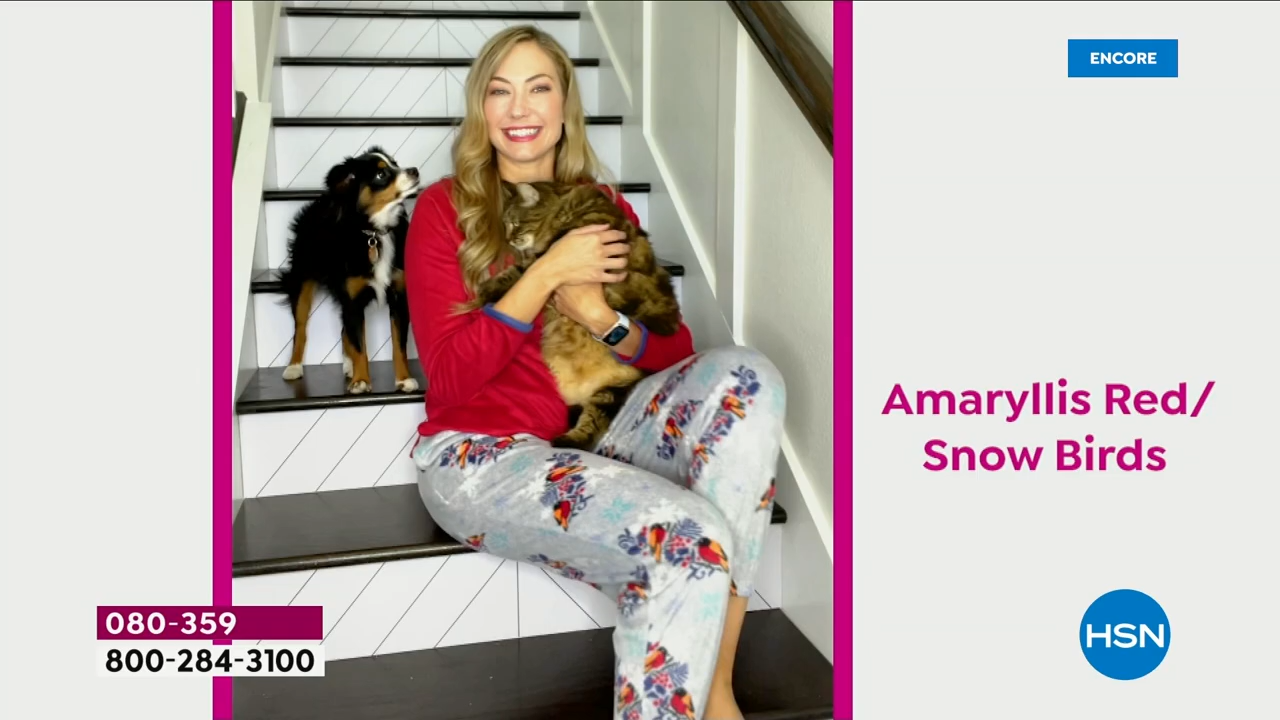 ENCORE
Amaryllis Red/
Snow Birds
080-359
800-284-3100
HSN